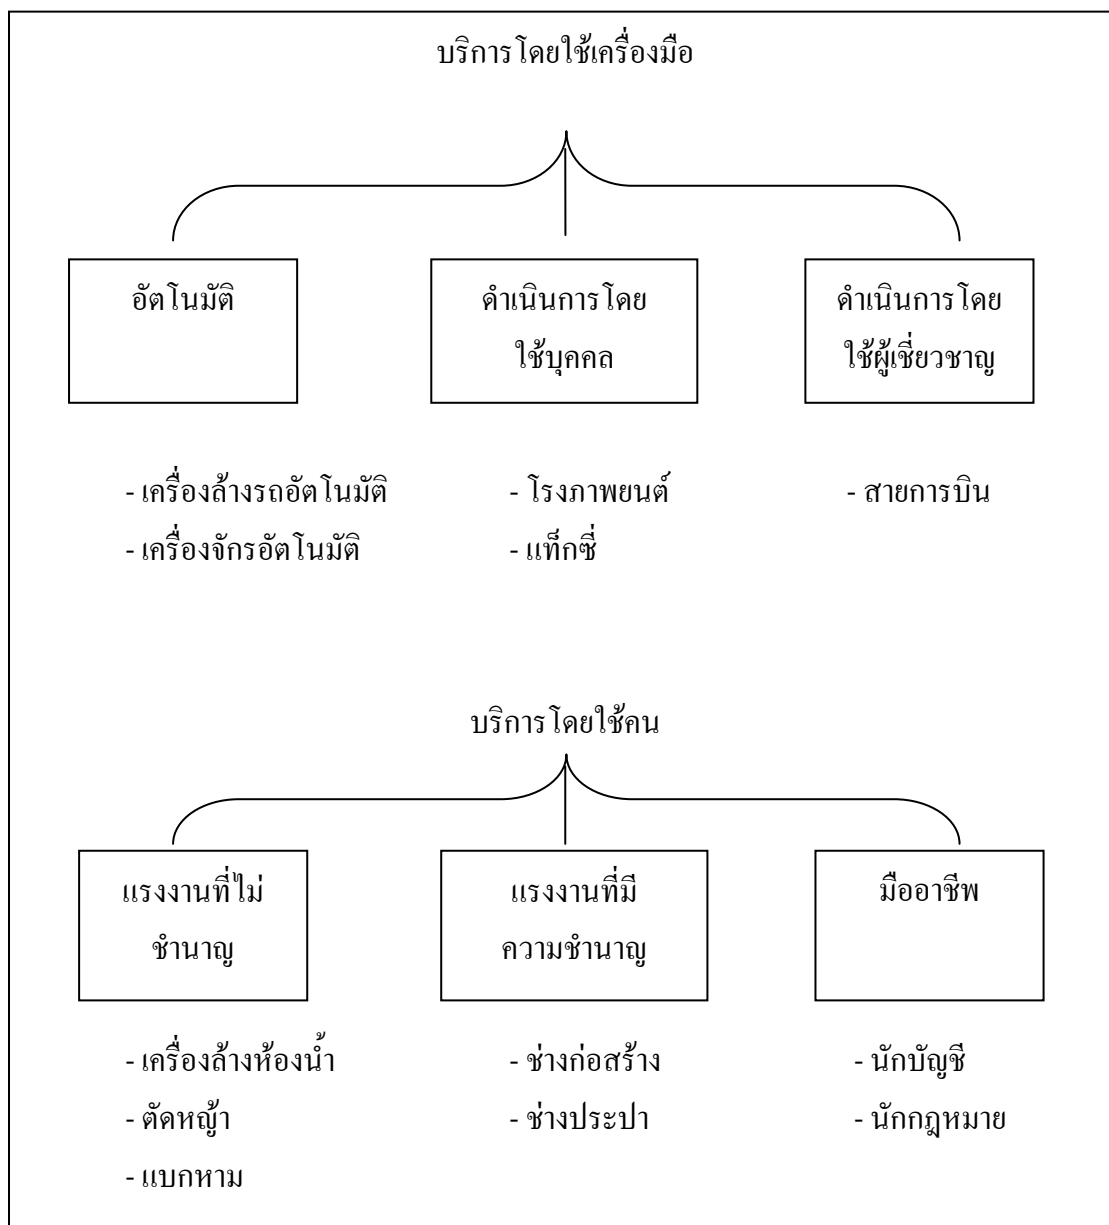 บริการโดยใช้เครื่องมือ
อัตโนมัติ
ดำเนินการโดย
ใช้บุคคล
ดำเนินการโดย
ใช้ผู้เชี่ยวชาญ
- เครื่องล้างรถอัตโนมัติ
- เครื่องจักรอัตโนมัติ
- โรงภาพยนต์
- แท็กซี่
- สายการบิน
บริการโดยใช้คน
แรงงานที่ไม่
ชำนาญ
แรงงานที่มี
ความชำนาญ
มืออาชีพ
- เครื่องล้างห้องน้ำ
- ตัดหญ้า
- แบกหาม
- ช่างก่อสร้าง
- ช่างประปา
- นักบัญชี
- นักกฎหมาย